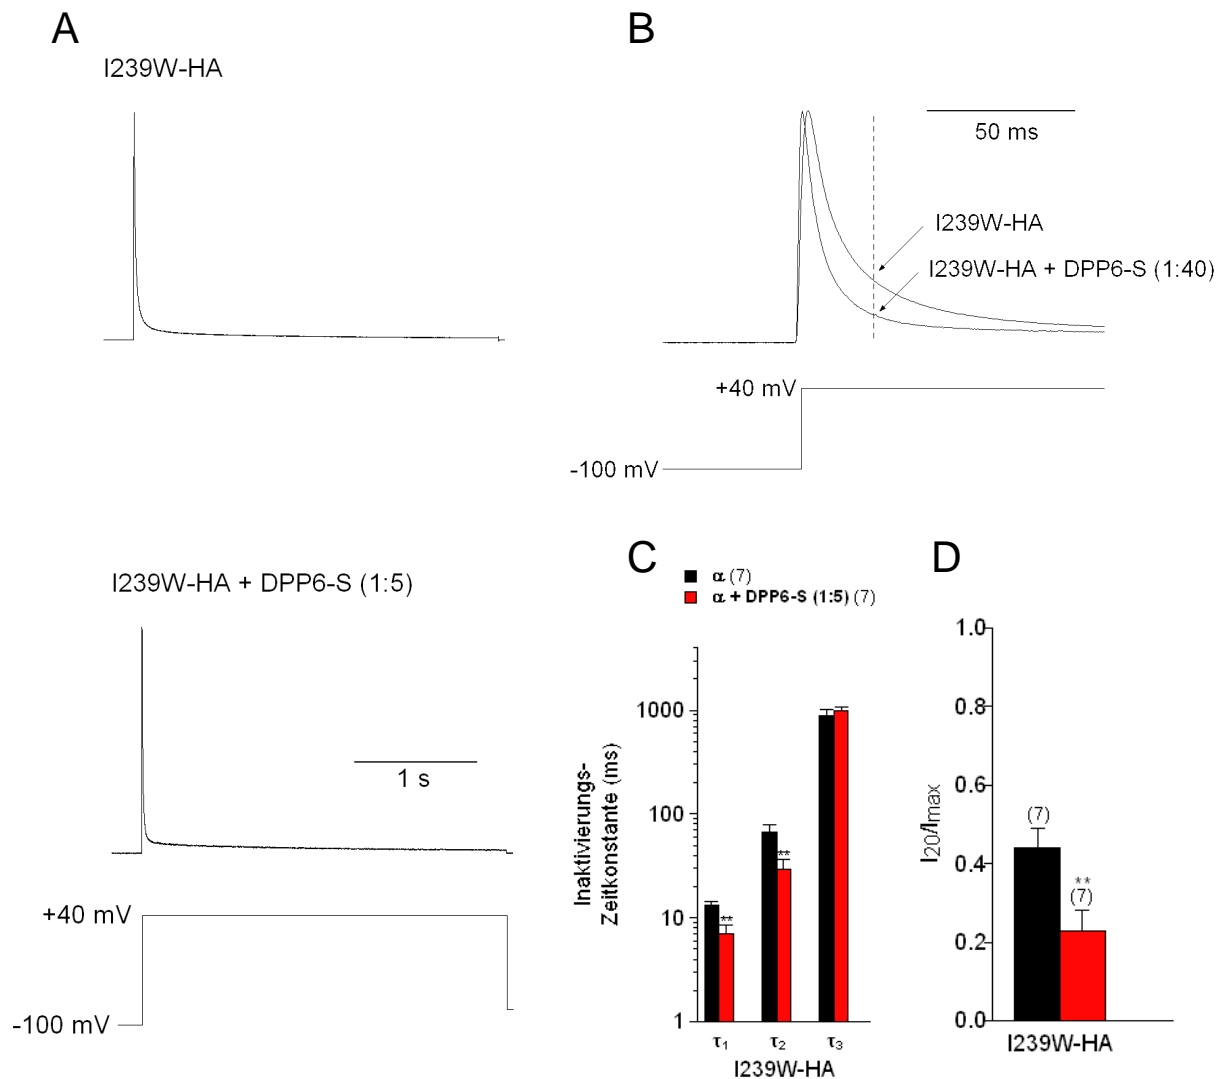 A
I239W-HA
I239W-HA + DPP6-S (1:5)
1 s
+40 mV
-100 mV
B
50 ms
I239W-HA
I239W-HA + DPP6-S (1:40)
+40 mV
-100 mV
C
α (7)
α + DPP6-S (1:5) (7)
Inaktivierungs-
Zeitkonstante (ms)
1000
100
10
1
**
**
τ1
τ2
τ3
I239W-HA
D
I20/Imax
1.0
0.8
0.6
0.4
0.2
0.0
(7)
**
(7)
I239W-HA